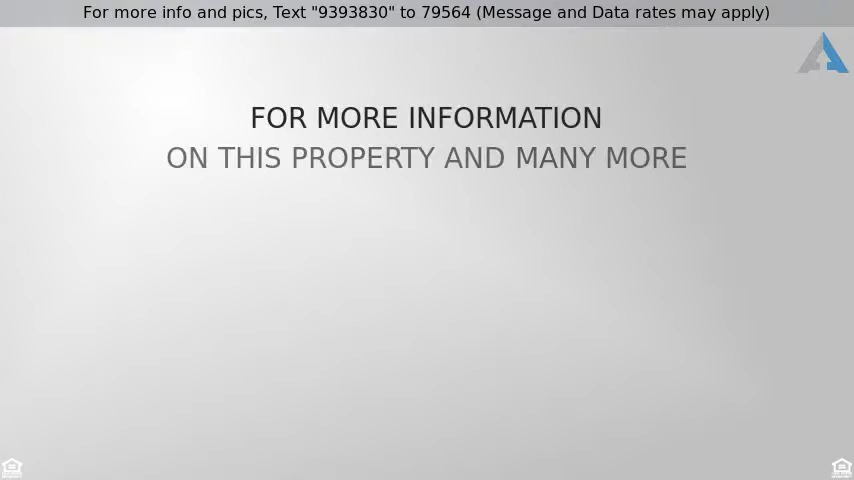 For more info and pics, Text "9393830" to 79564 (Message and Data rates may apply)
FOR MORE INFORMATION
ON THIS PROPERTY AND MANY MORE